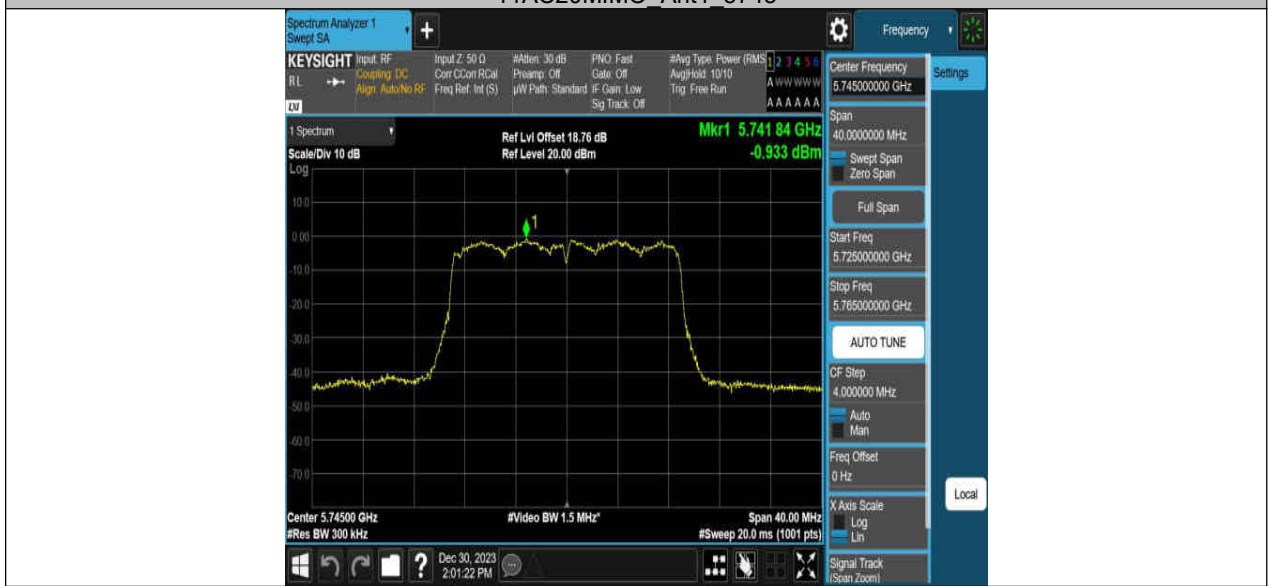 11AC20MIMO_Ant1_5745
Spectrum Analyzer 1
Swept SA
+
Frequency
KEYSIGHT
RL
LXI
Input: RF
Coupling: DC
Align: Auto/No RF
Input Z: 50 Ω
Corr CCorr RCal
Freq Ref: Int (S)
#Atten: 30 dB
Preamp: Off
µW Path: Standard
PNO: Fast
Gate: Off
IF Gain: Low
Sig Track: Off
#Avg Type: Power (RMS
Avg|Hold: 10/10
Trig: Free Run
1 2 3 4 5 6
A W W W W W
A A A A A A
1 Spectrum
Scale/Div 10 dB
Ref Lvl Offset 18.76 dB
Ref Level 20.00 dBm
Mkr1 5.741 84 GHz
-0.933 dBm
Log
10.0
0.00
-10.0
-20.0
-30.0
-40.0
-50.0
-60.0
-70.0
1
Center 5.74500 GHz
#Res BW 300 kHz
#Video BW 1.5 MHz*
Span 40.00 MHz
#Sweep 20.0 ms (1001 pts)
Center Frequency
5.745000000 GHz
Settings
Span
40.0000000 MHz
Swept Span
Zero Span
Full Span
Start Freq
5.725000000 GHz
Stop Freq
5.765000000 GHz
AUTO TUNE
CF Step
4.000000 MHz
Auto
Man
Freq Offset
0 Hz
X Axis Scale
Log
Lin
Local
Signal Track
(Span Zoom)
?
Dec 30, 2023
2:01:22 PM